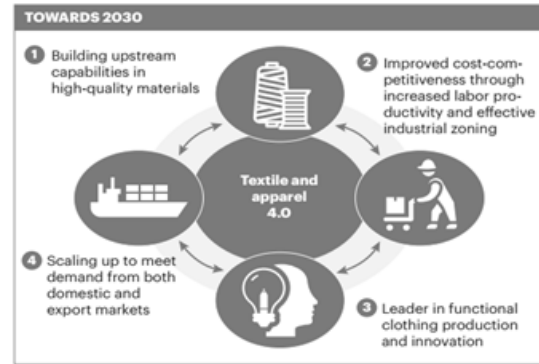 TOWARDS 2030
1 Building upstream
capabilities in
high-quality materials
2 Improved cost-com-
petitiveness through
increased labor pro-
ductivity and effective
industrial zoning
Textile and
apparel
4.0
4 Scaling up to meet
demand from both
domestic and
export markets
3 Leader in functional
clothing production
and innovation